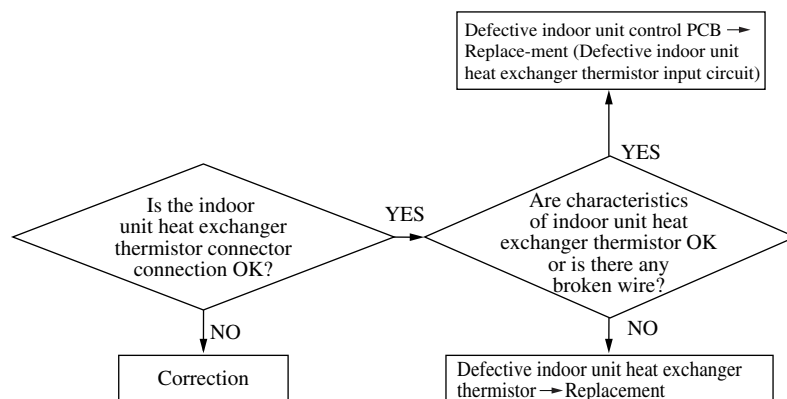 Defective indoor unit control PCB →
Replace-ment (Defective indoor unit
heat exchanger thermistor input circuit)
YES
Is the indoor
unit heat exchanger
thermistor connector
connection OK?
YES
Are characteristics
of indoor unit heat
exchanger thermistor OK
or is there any
broken wire?
NO
NO
Correction
Defective indoor unit heat exchanger
thermistor → Replacement